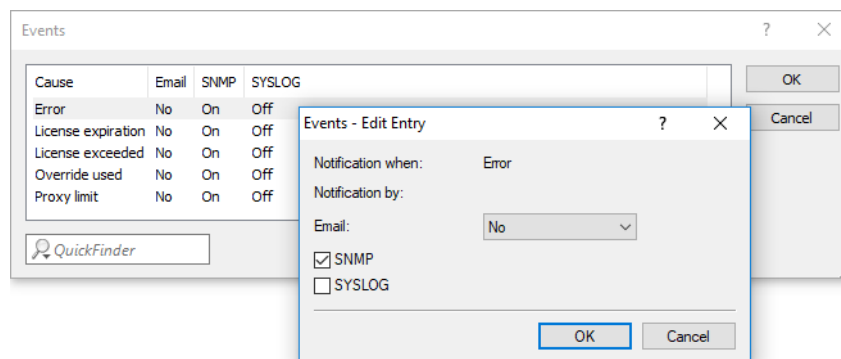 Events
Cause Email SNMP SYSLOG
Error No On Off
License expiration No On Off
License exceeded No On Off
Override used No On Off
Proxy limit No On Off
QuickFinder
OK
Cancel
Events - Edit Entry
Notification when: Error
Notification by:
Email: No
SNMP
SYSLOG
OK Cancel